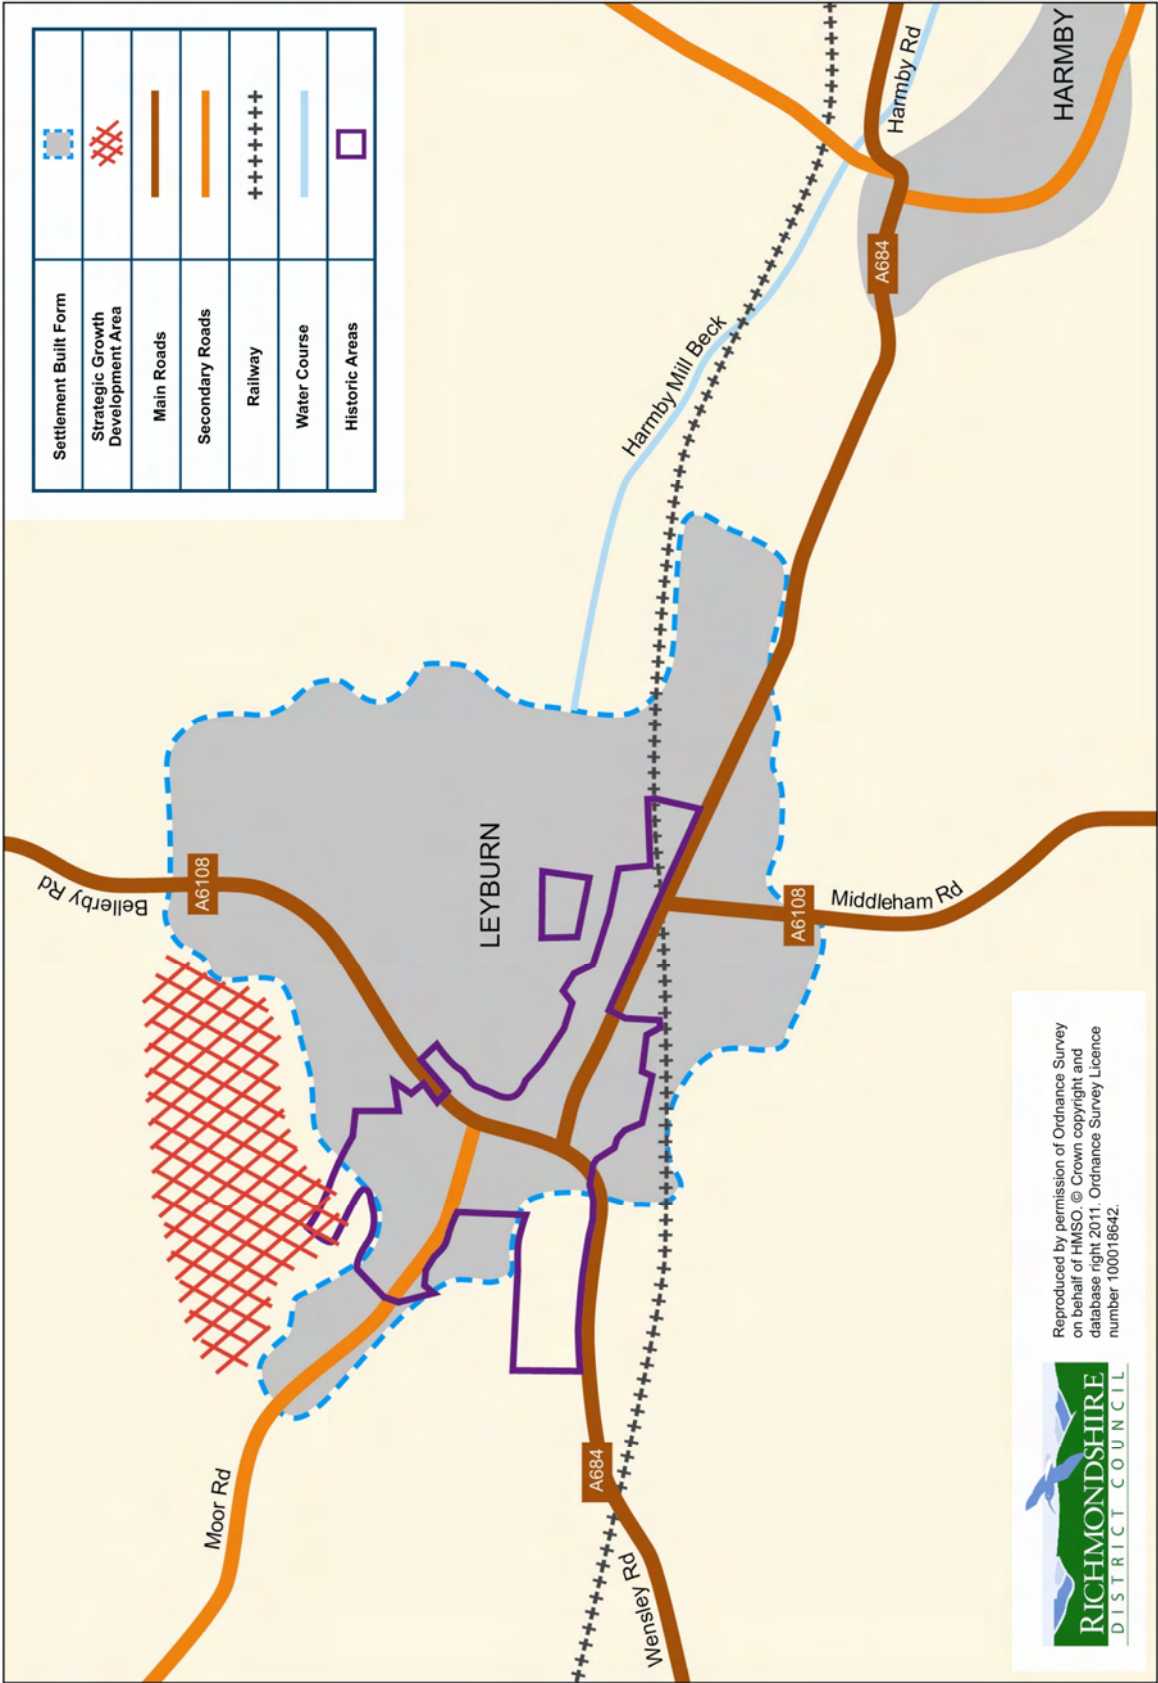 Settlement Built Form
Strategic Growth
Development Area
Main Roads
Secondary Roads
Railway
Water Course
Historic Areas
Moor Rd
Bellerby Rd
A6108
LEYBURN
Harmby Mill Beck
Harmby Rd
HARMBY
A684
A684
Wensley Rd
A6108
Middleham Rd
RICHMONDSHIRE
DISTRICT COUNCIL
Reproduced by permission of Ordnance Survey
on behalf of HMSO. © Crown copyright and
database right 2011. Ordnance Survey Licence
number 100018642.